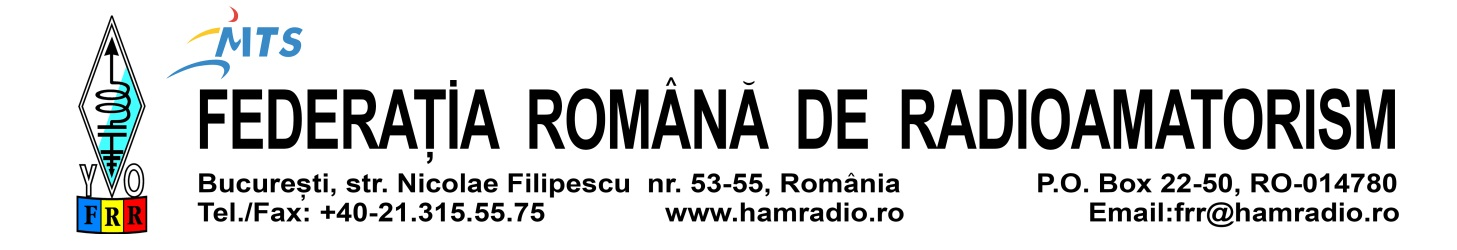 MTS
FEDERAȚİA ROMÂNĂ DE RADIOAMATORISM
YO
București, str. Nicolae Filipescu nr. 53-55, România P.O. Box 22-50, RO-014780
FRR
Tel./Fax: +40-21.315.55.75 www.hamradio.ro Email:frr@hamradio.ro